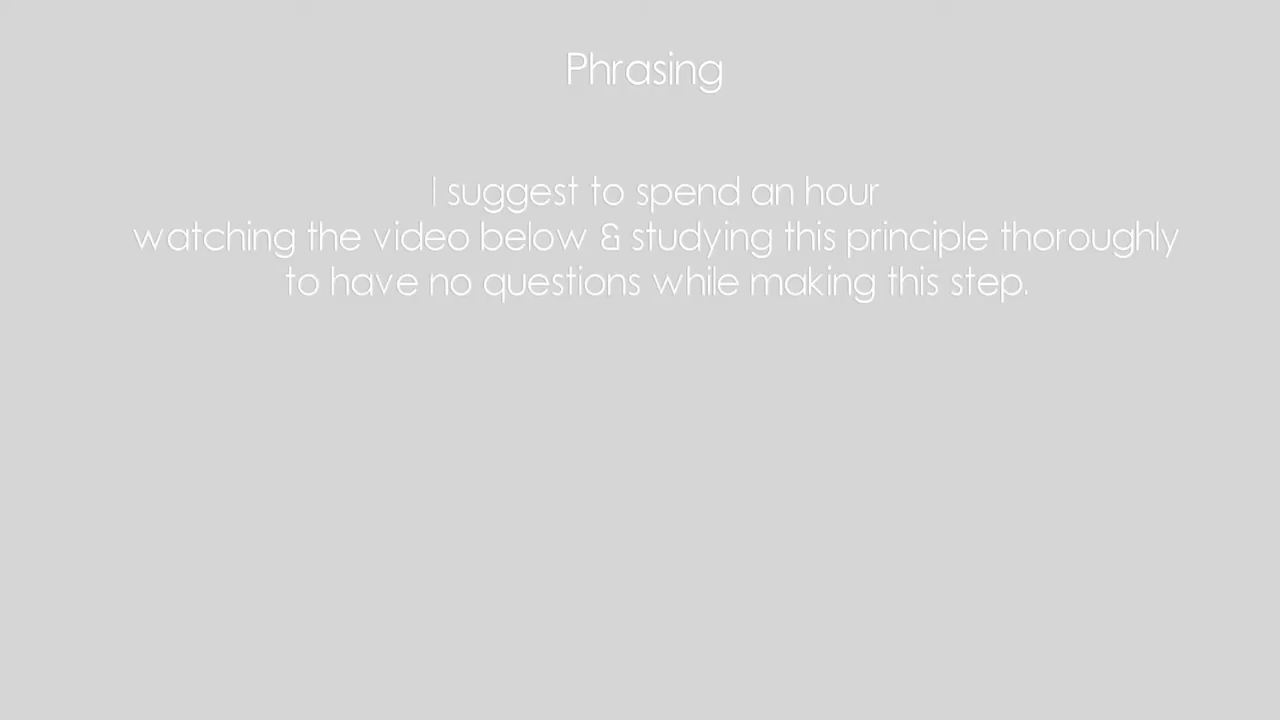 Phrasing
I suggest to spend an hour
watching the video below & studying this principle thoroughly
to have no questions while making this step.